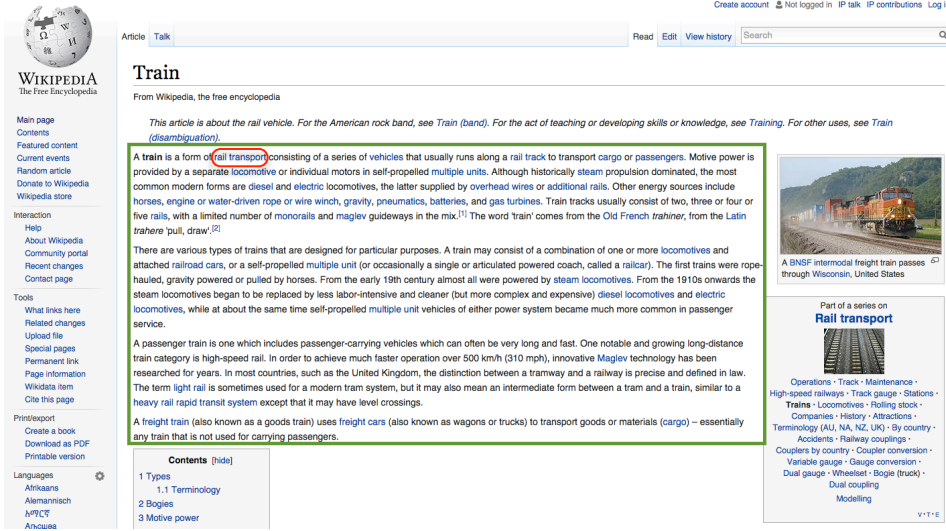 Create account Not logged in IP talk IP contributions Log i
WIKIPEDIA
The Free Encyclopedia
Main page
Contents
Featured content
Current events
Random article
Donate to Wikipedia
Wikipedia store
Interaction
Help
About Wikipedia
Community portal
Recent changes
Contact page
Tools
What links here
Related changes
Upload file
Special pages
Permanent link
Page information
Wikidata item
Cite this page
Print/export
Create a book
Download as PDF
Printable version
Languages
Afrikaans
Alemannisch
አማርኛ
Аҧсшәа
Article Talk
Read Edit View history Search
Train
From Wikipedia, the free encyclopedia
This article is about the rail vehicle. For the American rock band, see Train (band). For the act of teaching or developing skills or knowledge, see Training. For other uses, see Train
(disambiguation).
A train is a form of rail transport consisting of a series of vehicles that usually runs along a rail track to transport cargo or passengers. Motive power is
provided by a separate locomotive or individual motors in self-propelled multiple units. Although historically steam propulsion dominated, the most
common modern forms are diesel and electric locomotives, the latter supplied by overhead wires or additional rails. Other energy sources include
horses, engine or water-driven rope or wire winch, gravity, pneumatics, batteries, and gas turbines. Train tracks usually consist of two, three or four or
five rails, with a limited number of monorails and maglev guideways in the mix.[1] The word 'train' comes from the Old French trahiner, from the Latin
trahere 'pull, draw'.[2]
There are various types of trains that are designed for particular purposes. A train may consist of a combination of one or more locomotives and
attached railroad cars, or a self-propelled multiple unit (or occasionally a single or articulated powered coach, called a railcar). The first trains were rope-
hauled, gravity powered or pulled by horses. From the early 19th century almost all were powered by steam locomotives. From the 1910s onwards the
steam locomotives began to be replaced by less labor-intensive and cleaner (but more complex and expensive) diesel locomotives and electric
locomotives, while at about the same time self-propelled multiple unit vehicles of either power system became much more common in passenger
service.
A passenger train is one which includes passenger-carrying vehicles which can often be very long and fast. One notable and growing long-distance
train category is high-speed rail. In order to achieve much faster operation over 500 km/h (310 mph), innovative Maglev technology has been
researched for years. In most countries, such as the United Kingdom, the distinction between a tramway and a railway is precise and defined in law.
The term light rail is sometimes used for a modern tram system, but it may also mean an intermediate form between a tram and a train, similar to a
heavy rail rapid transit system except that it may have level crossings.
A freight train (also known as a goods train) uses freight cars (also known as wagons or trucks) to transport goods or materials (cargo) – essentially
any train that is not used for carrying passengers.
Contents [hide]
1 Types
1.1 Terminology
2 Bogies
3 Motive power
A BNSF intermodal freight train passes
through Wisconsin, United States
Part of a series on
Rail transport
Operations · Track · Maintenance ·
High-speed railways · Track gauge · Stations ·
Trains · Locomotives · Rolling stock ·
Companies · History · Attractions ·
Terminology (AU, NA, NZ, UK) · By country ·
Accidents · Railway couplings ·
Couplers by country · Coupler conversion ·
Variable gauge · Gauge conversion ·
Dual gauge · Wheelset · Bogie (truck) ·
Dual coupling
Modelling
V·T·E